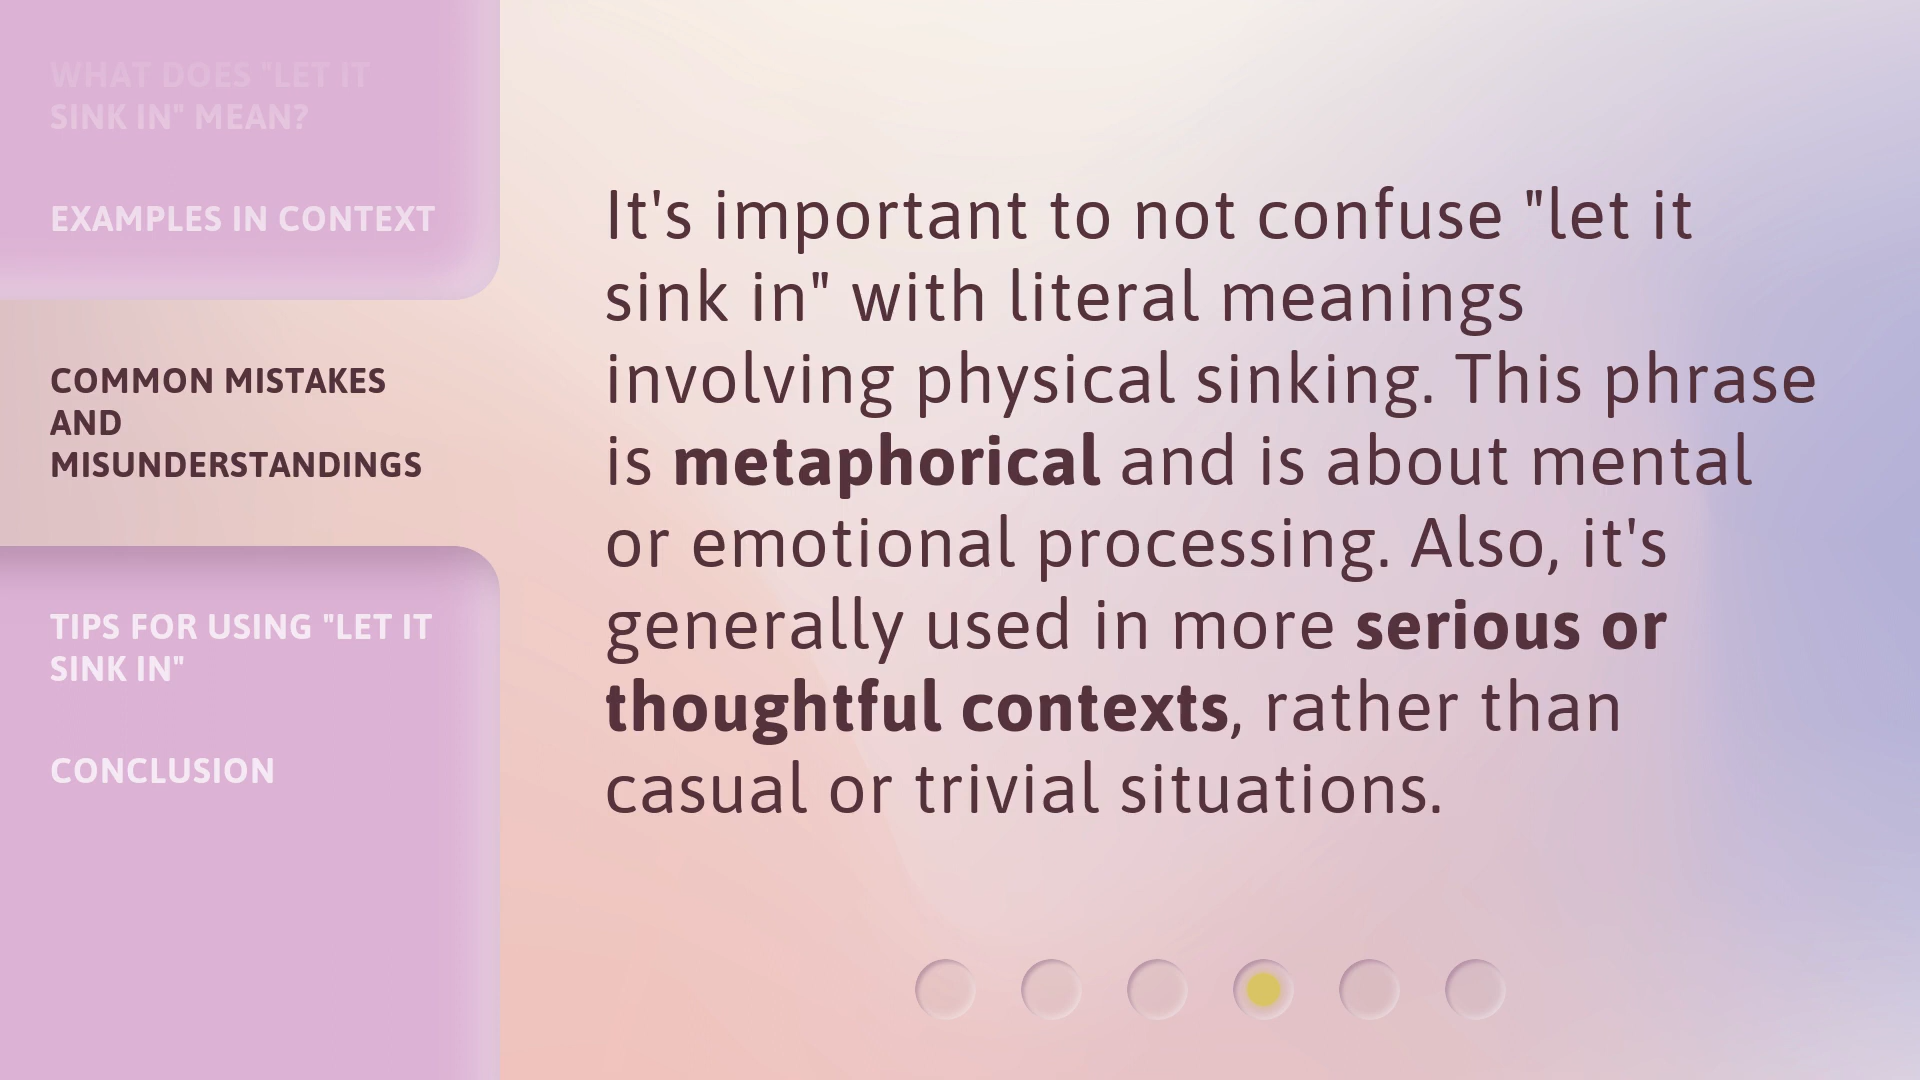 WHAT DOES "LET IT
SINK IN" MEAN?
EXAMPLES IN CONTEXT
COMMON MISTAKES
AND
MISUNDERSTANDINGS
TIPS FOR USING "LET IT
SINK IN"
CONCLUSION
It's important to not confuse "let it
sink in" with literal meanings
involving physical sinking. This phrase
is metaphorical and is about mental
or emotional processing. Also, it's
generally used in more serious or
thoughtful contexts, rather than
casual or trivial situations.